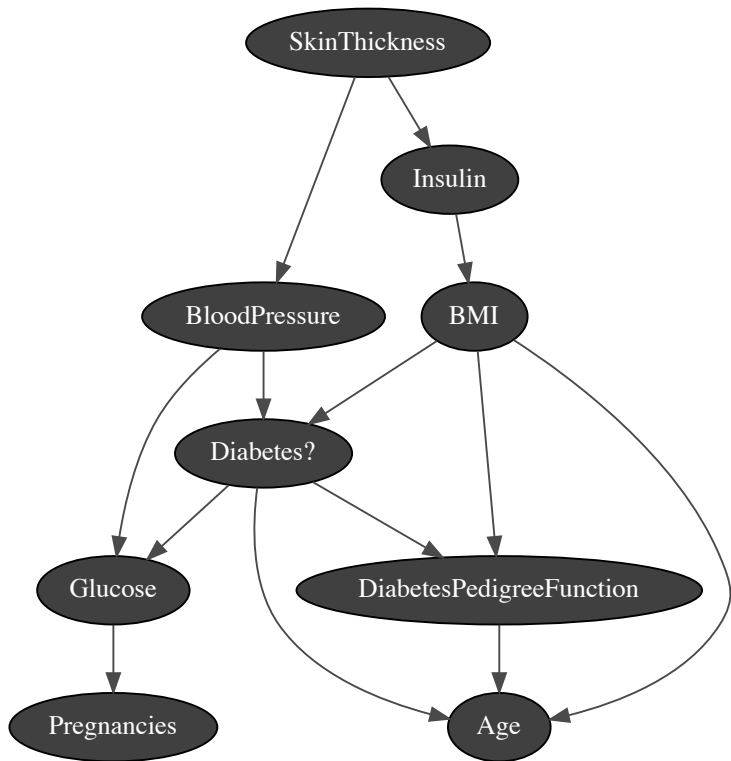 SkinThickness
Insulin
BloodPressure
BMI
Diabetes?
Glucose
DiabetesPedigreeFunction
Pregnancies
Age